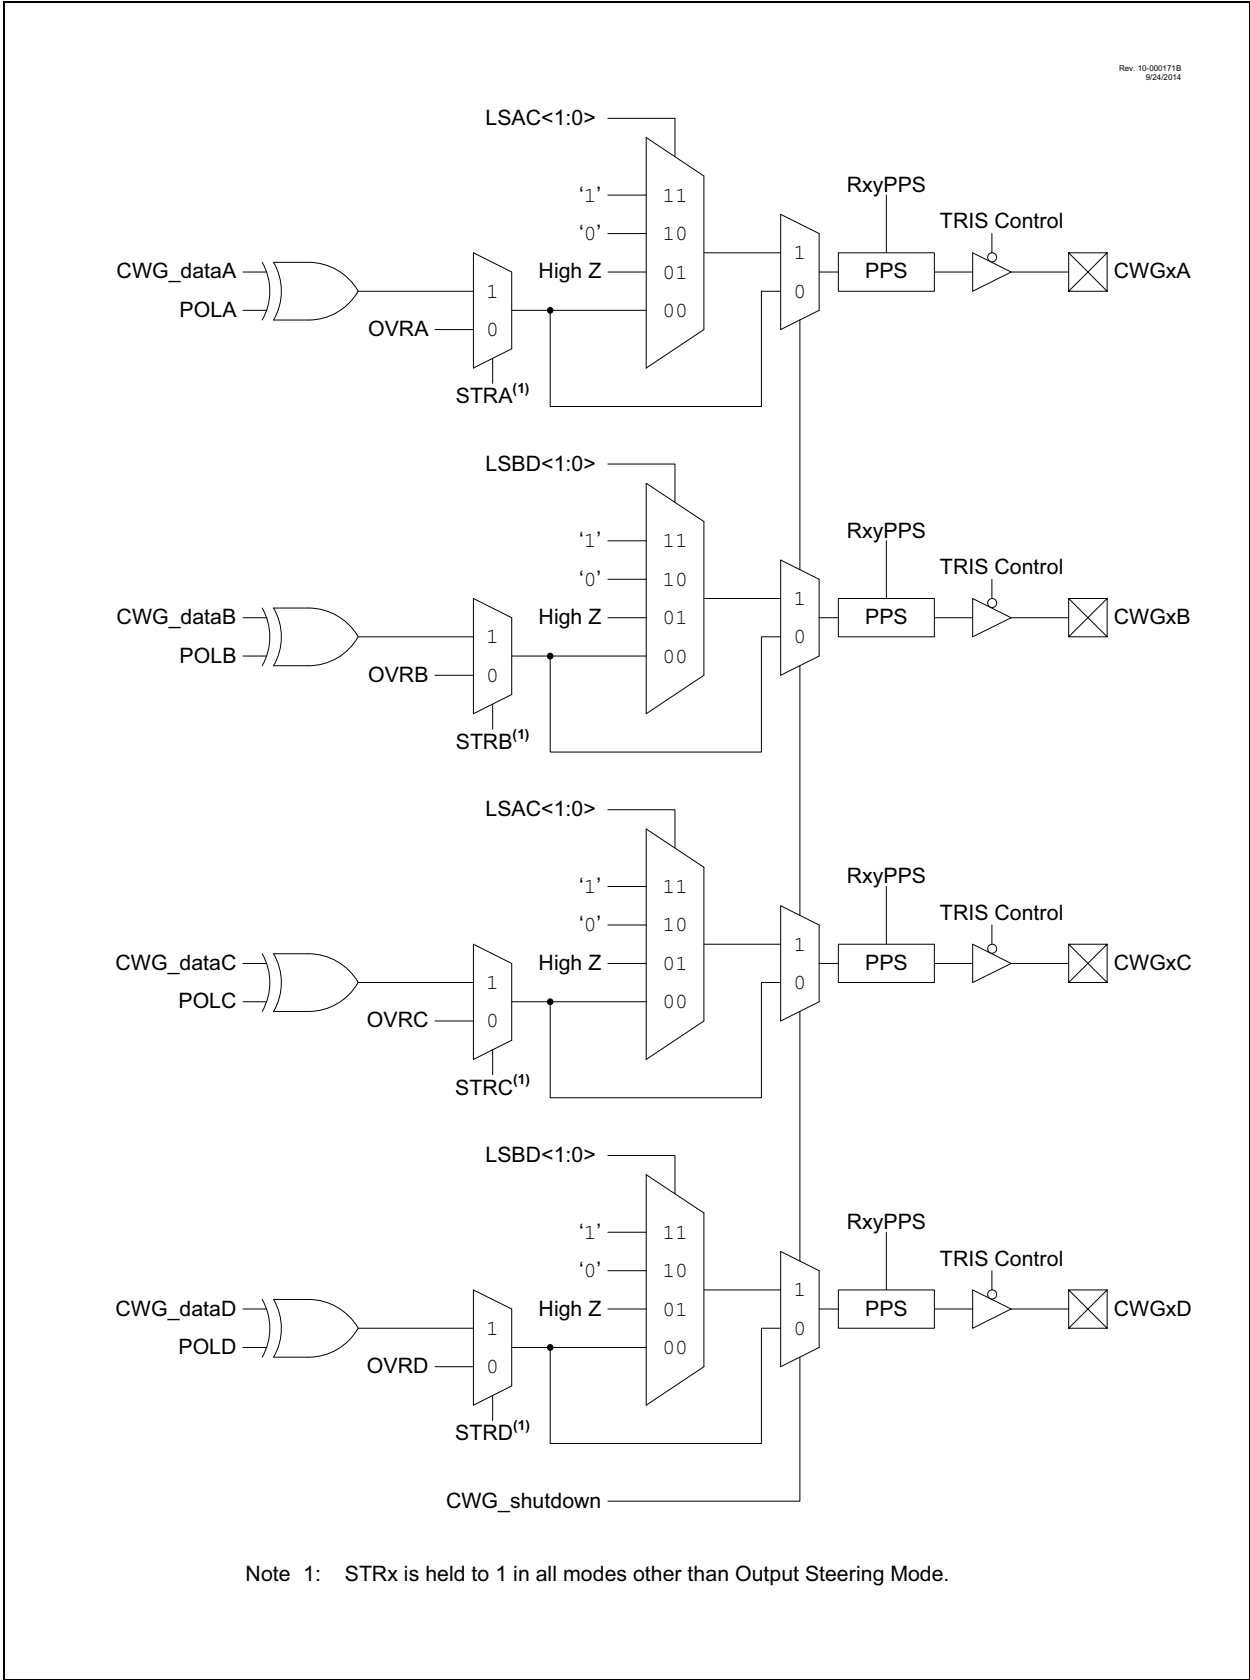 Rev. 10-000171B
9/24/2014
LSAC<1:0>
‘1’ 11
‘0’ 10
High Z 01
00
CWG_dataA
POLA
OVRA
1
0
STRA(1)
1
0
RxyPPS
PPS
TRIS Control
CWGxA
LSBD<1:0>
‘1’ 11
‘0’ 10
High Z 01
00
CWG_dataB
POLB
OVRB
1
0
STRB(1)
1
0
RxyPPS
PPS
TRIS Control
CWGxB
LSAC<1:0>
‘1’ 11
‘0’ 10
High Z 01
00
CWG_dataC
POLC
OVRC
1
0
STRC(1)
1
0
RxyPPS
PPS
TRIS Control
CWGxC
LSBD<1:0>
‘1’ 11
‘0’ 10
High Z 01
00
CWG_dataD
POLD
OVRD
1
0
STRD(1)
1
0
RxyPPS
PPS
TRIS Control
CWGxD
CWG_shutdown
Note 1: STRx is held to 1 in all modes other than Output Steering Mode.